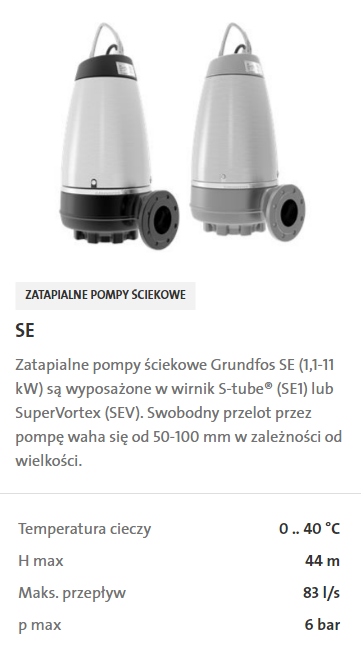 ZATAPIALNE POMPY SCIEKOWE
SE
Zatapialne pompy ściekowe Grundfos SE (1,1-11
kW) są wyposażone w wirnik S-tube® (SE1) lub
SuperVortex (SEV). Swobodny przelot przez
pompę waha się od 50-100 mm w zależności od
wielkości.
Temperatura cieczy 0 .. 40 °C
H max 44 m
Maks. przepływ 83 l/s
p max 6 bar